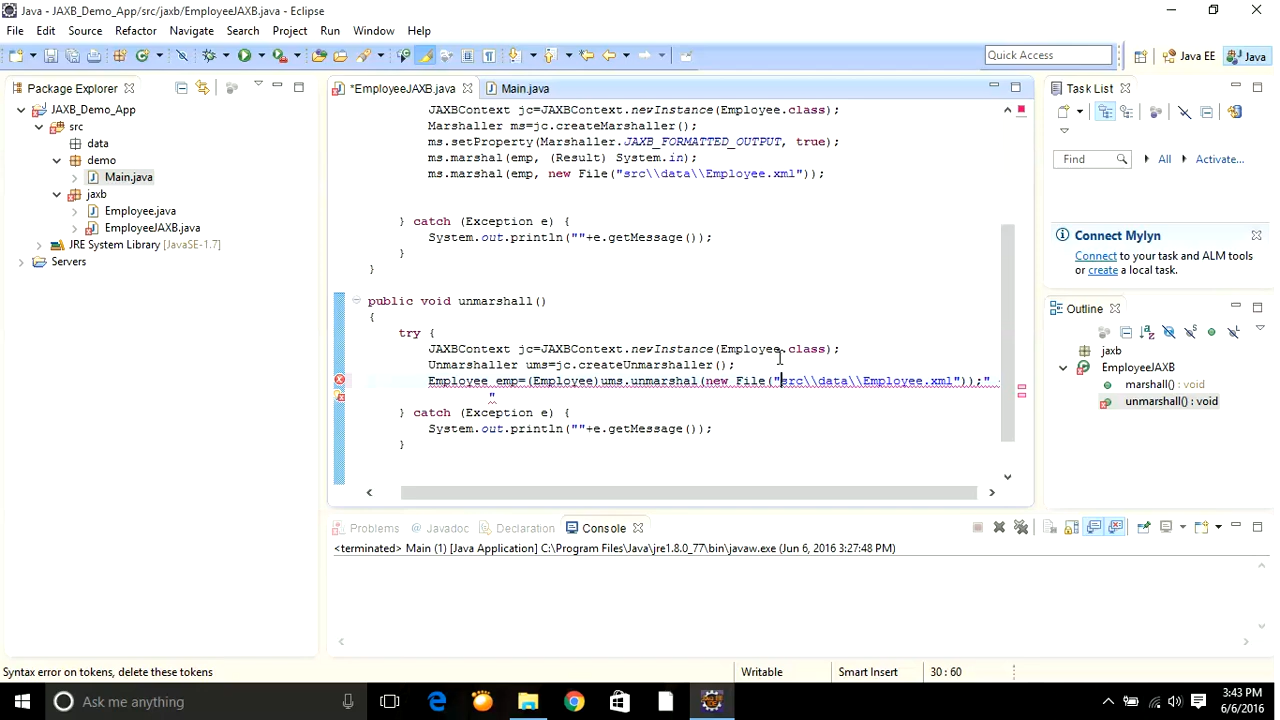 Java - JAXB_Demo_App/src/jaxb/EmployeeJAXB.java - Eclipse
File Edit Source Refactor Navigate Search Project Run Window Help
Quick Access
Java EE
Java
Package Explorer
*EmployeeJAXB.java
Main.java
Task List
JAXB_Demo_App
src
data
demo
Main.java
jaxb
Employee.java
EmployeeJAXB.java
JRE System Library [JavaSE-1.7]
Servers
JAXBContext jc=JAXBContext.newInstance(Employee.class);
Marshaller ms=jc.createMarshaller();
ms.setProperty(Marshaller.JAXB_FORMATTED_OUTPUT, true);
ms.marshal(emp, (Result) System.in);
ms.marshal(emp, new File("src\\data\\Employee.xml"));
} catch (Exception e) {
System.out.println(""+e.getMessage());
}
}
public void unmarshall()
{
try {
JAXBContext jc=JAXBContext.newInstance(Employee.class);
Unmarshaller ums=jc.createUnmarshaller();
Employee emp=(Employee)ums.unmarshal(new File("src\\data\\Employee.xml"));"
"
} catch (Exception e) {
System.out.println(""+e.getMessage());
}
Find
All
Activate...
Connect Mylyn
Connect to your task and ALM tools
or create a local task.
Outline
jaxb
EmployeeJAXB
marshall() : void
unmarshall() : void
Problems
@ Javadoc
Declaration
Console
<terminated> Main (1) [Java Application] C:\Program Files\Java\jre1.8.0_77\bin\javaw.exe (Jun 6, 2016 3:27:48 PM)
Syntax error on tokens, delete these tokens
Writable
Smart Insert
30 : 60
Ask me anything
3:43 PM
6/6/2016